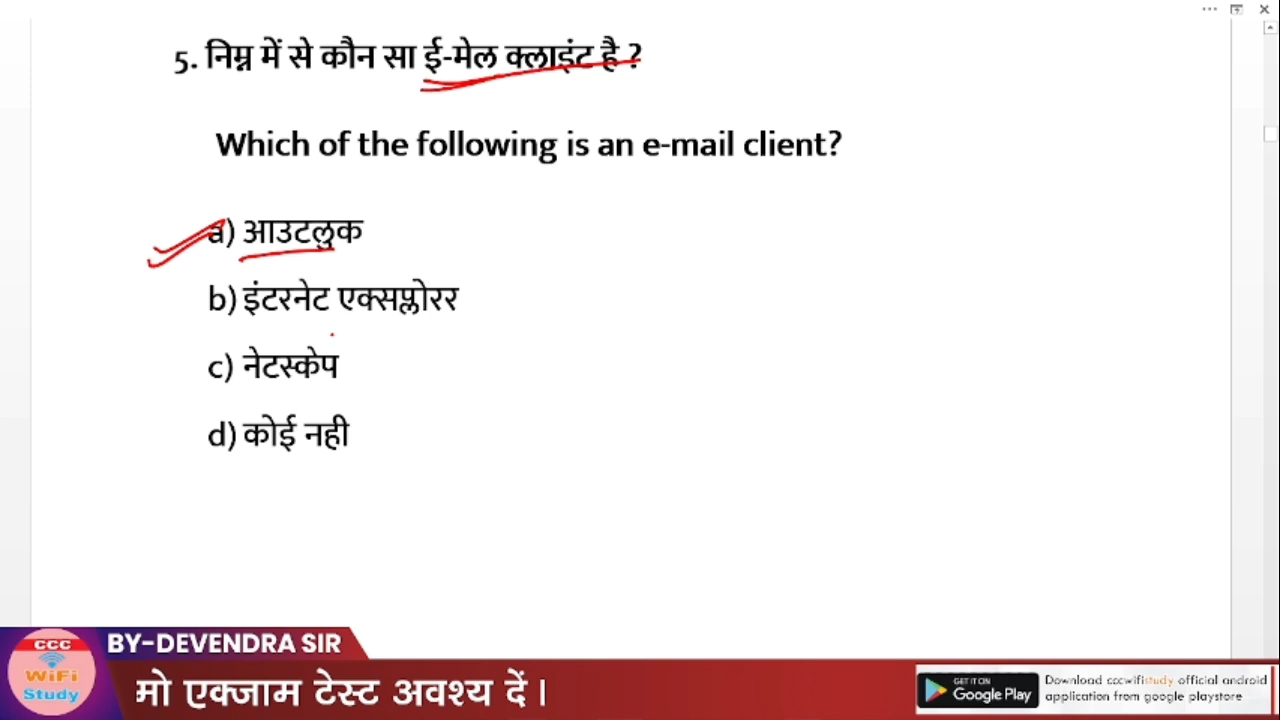 5. निम्न में से कौन सा ई-मेल क्लाइंट है ?
Which of the following is an e-mail client?
a) आउटलुक
b) इंटरनेट एक्सप्लोरर
c) नेटस्केप
d) कोई नही
CCC
WiFi
Study
BY-DEVENDRA SIR
मो एक्जाम टेस्ट अवश्य दें ।
GET IT ON
Google Play
Download cccwifistudy official android
application from google playstore